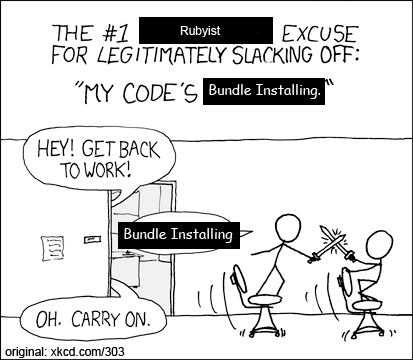 THE #1 Rubyist EXCUSE
FOR LEGITIMATELY SLACKING OFF:
"MY CODE'S Bundle Installing."
HEY! GET BACK
TO WORK!
Bundle Installing
OH. CARRY ON.
original: xkcd.com/303